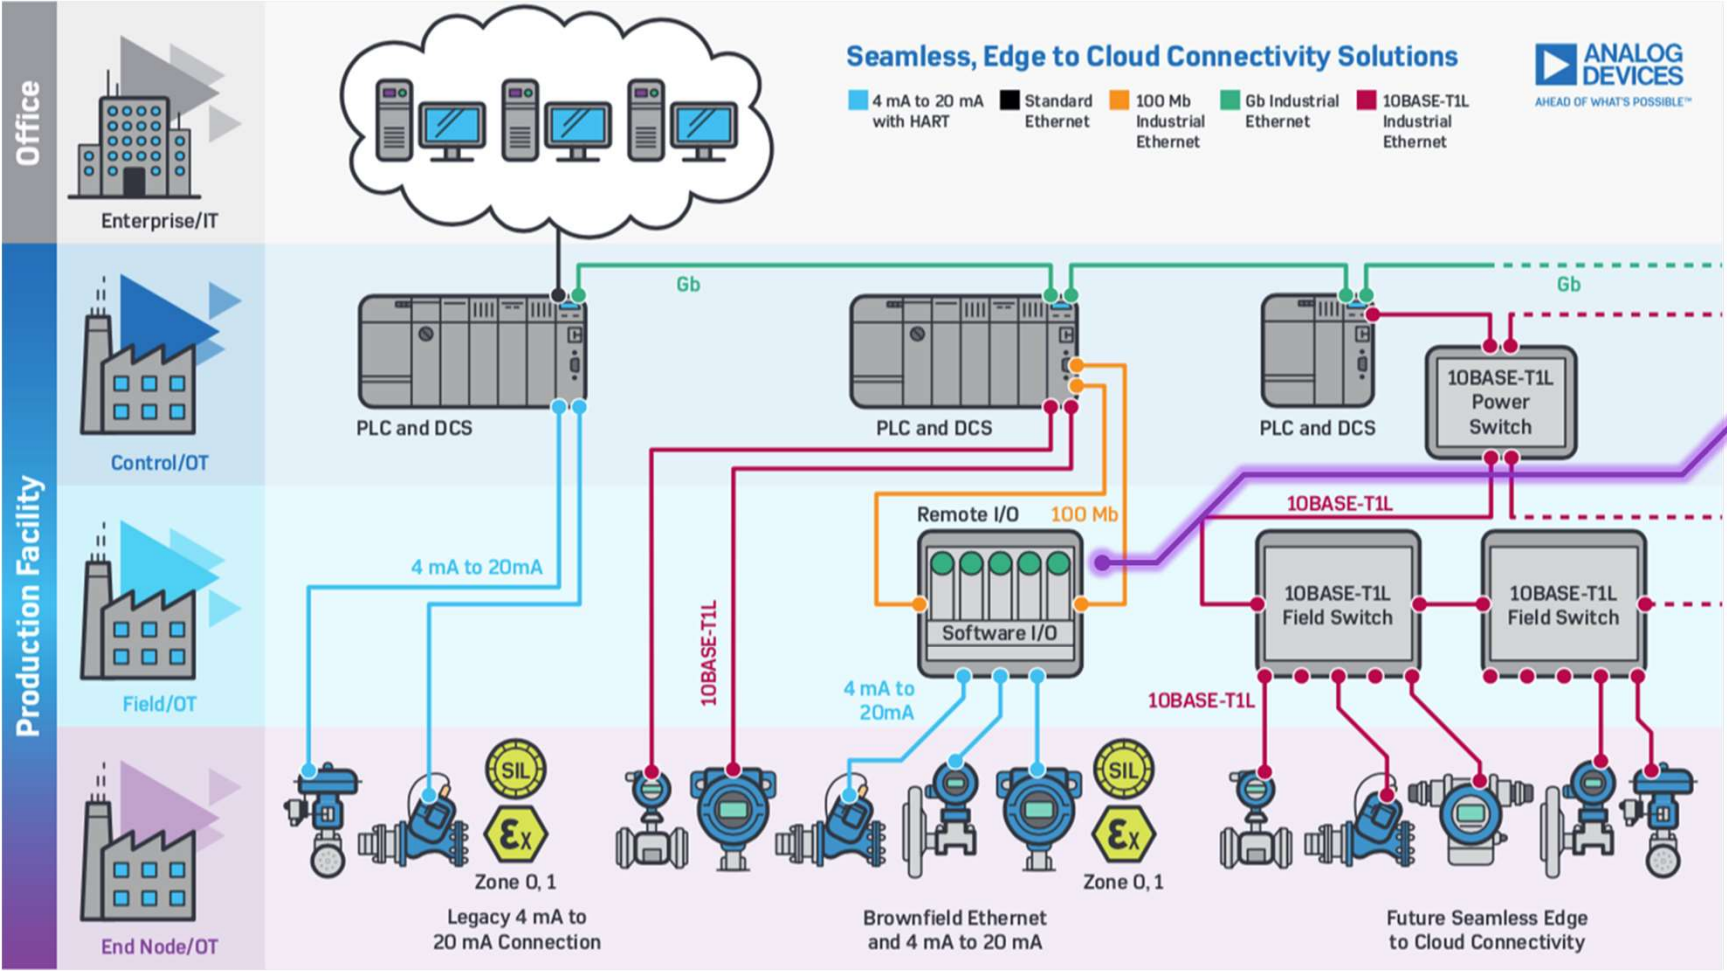 Office
Enterprise/IT
Seamless, Edge to Cloud Connectivity Solutions
ANALOG
DEVICES
AHEAD OF WHAT'S POSSIBLE™
4 mA to 20 mA
with HART
Standard
Ethernet
100 Mb
Industrial
Ethernet
Gb Industrial
Ethernet
10BASE-T1L
Industrial
Ethernet
Production Facility
Control/OT
Gb
Gb
PLC and DCS
PLC and DCS
PLC and DCS
10BASE-T1L
Power
Switch
Field/OT
4 mA to 20mA
10BASE-T1L
Remote I/O
100 Mb
Software I/O
4 mA to
20mA
10BASE-T1L
10BASE-T1L
Field Switch
10BASE-T1L
Field Switch
10BASE-T1L
End Node/OT
SIL
εx
Zone 0, 1
SIL
εx
Zone 0, 1
Legacy 4 mA to
20 mA Connection
Brownfield Ethernet
and 4 mA to 20 mA
Future Seamless Edge
to Cloud Connectivity